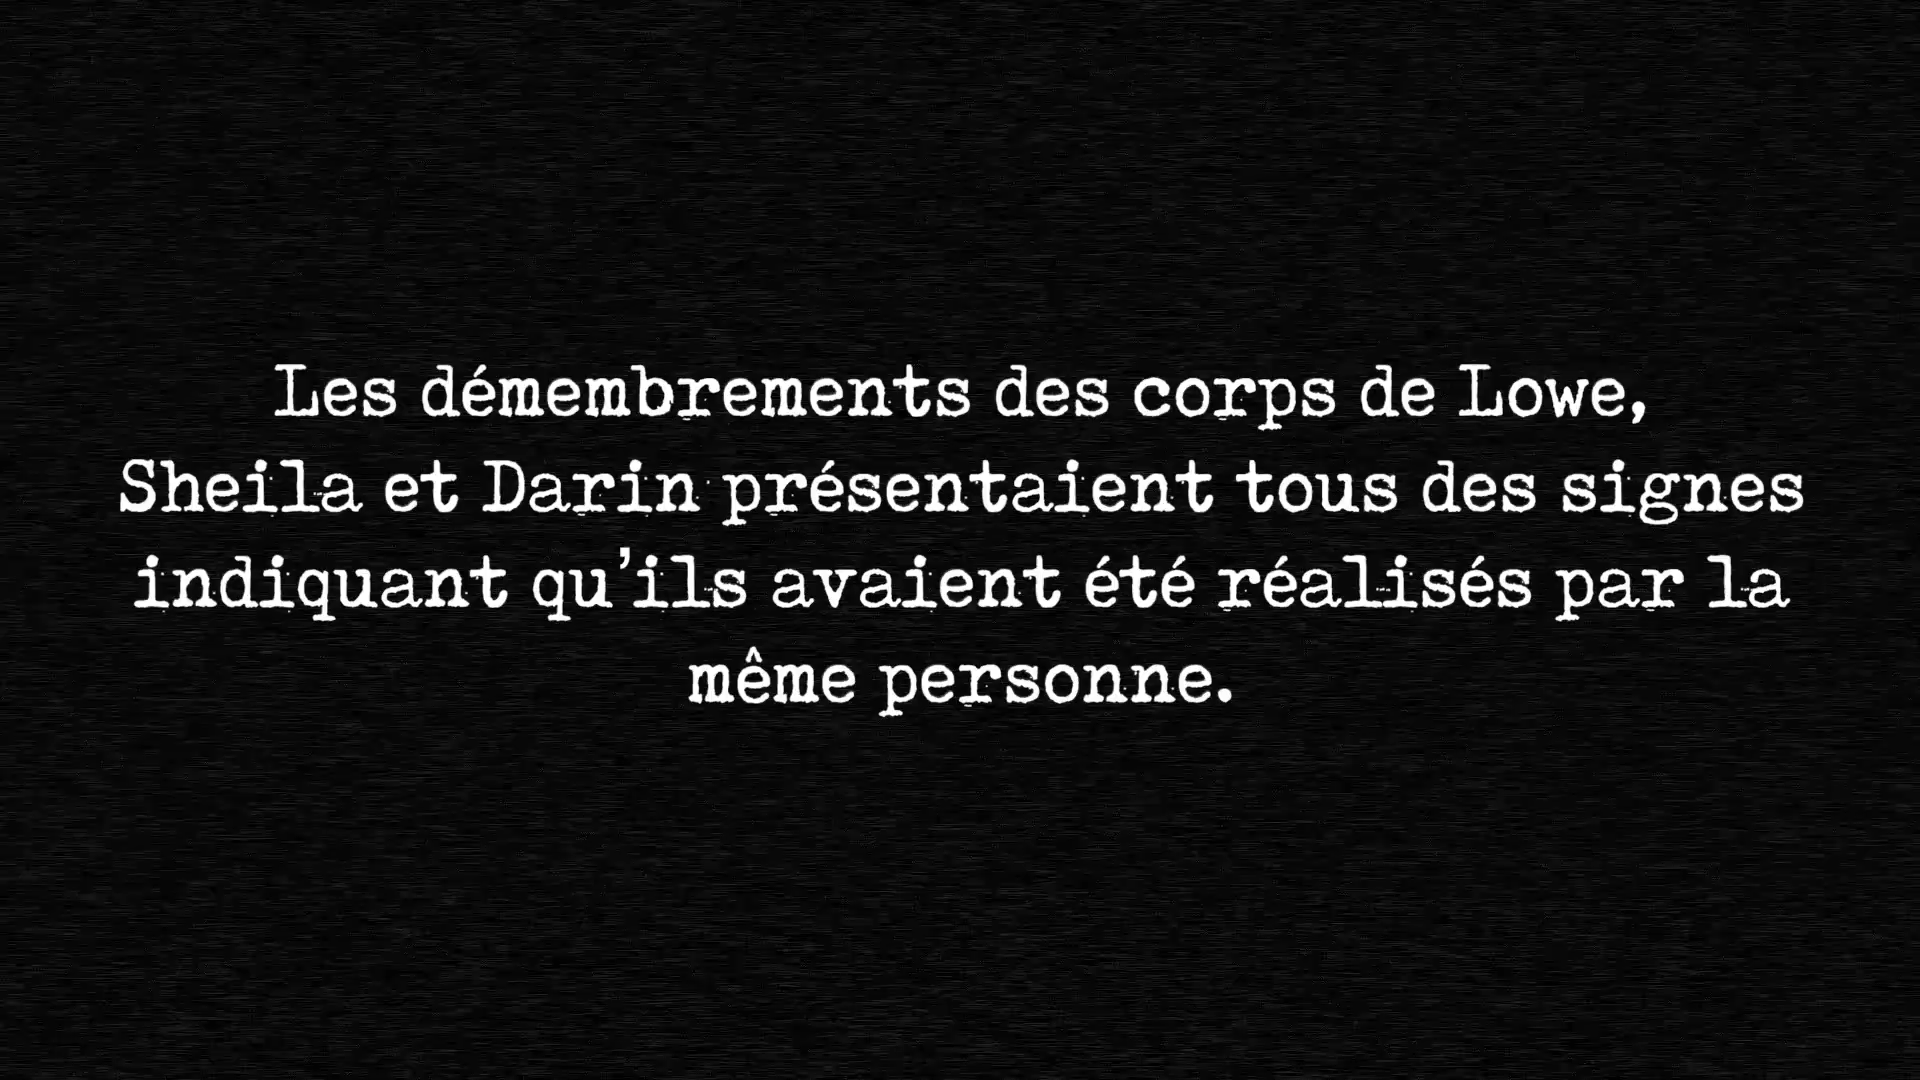 Les démembrements des corps de Lowe,
Sheila et Darin présentaient tous des signes
indiquant qu’ils avaient été réalisés par la
même personne.